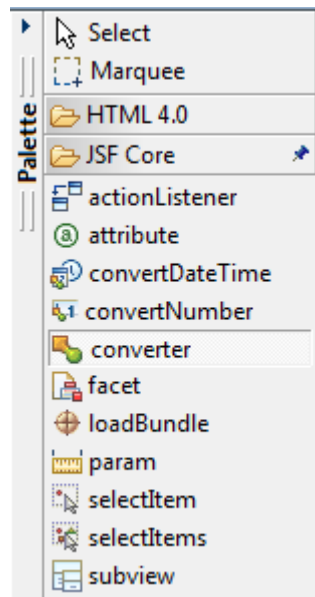 Palette
Select
Marquee
HTML 4.0
JSF Core
actionListener
a attribute
convertDateTime
convertNumber
converter
facet
loadBundle
param
selectItem
selectItems
subview